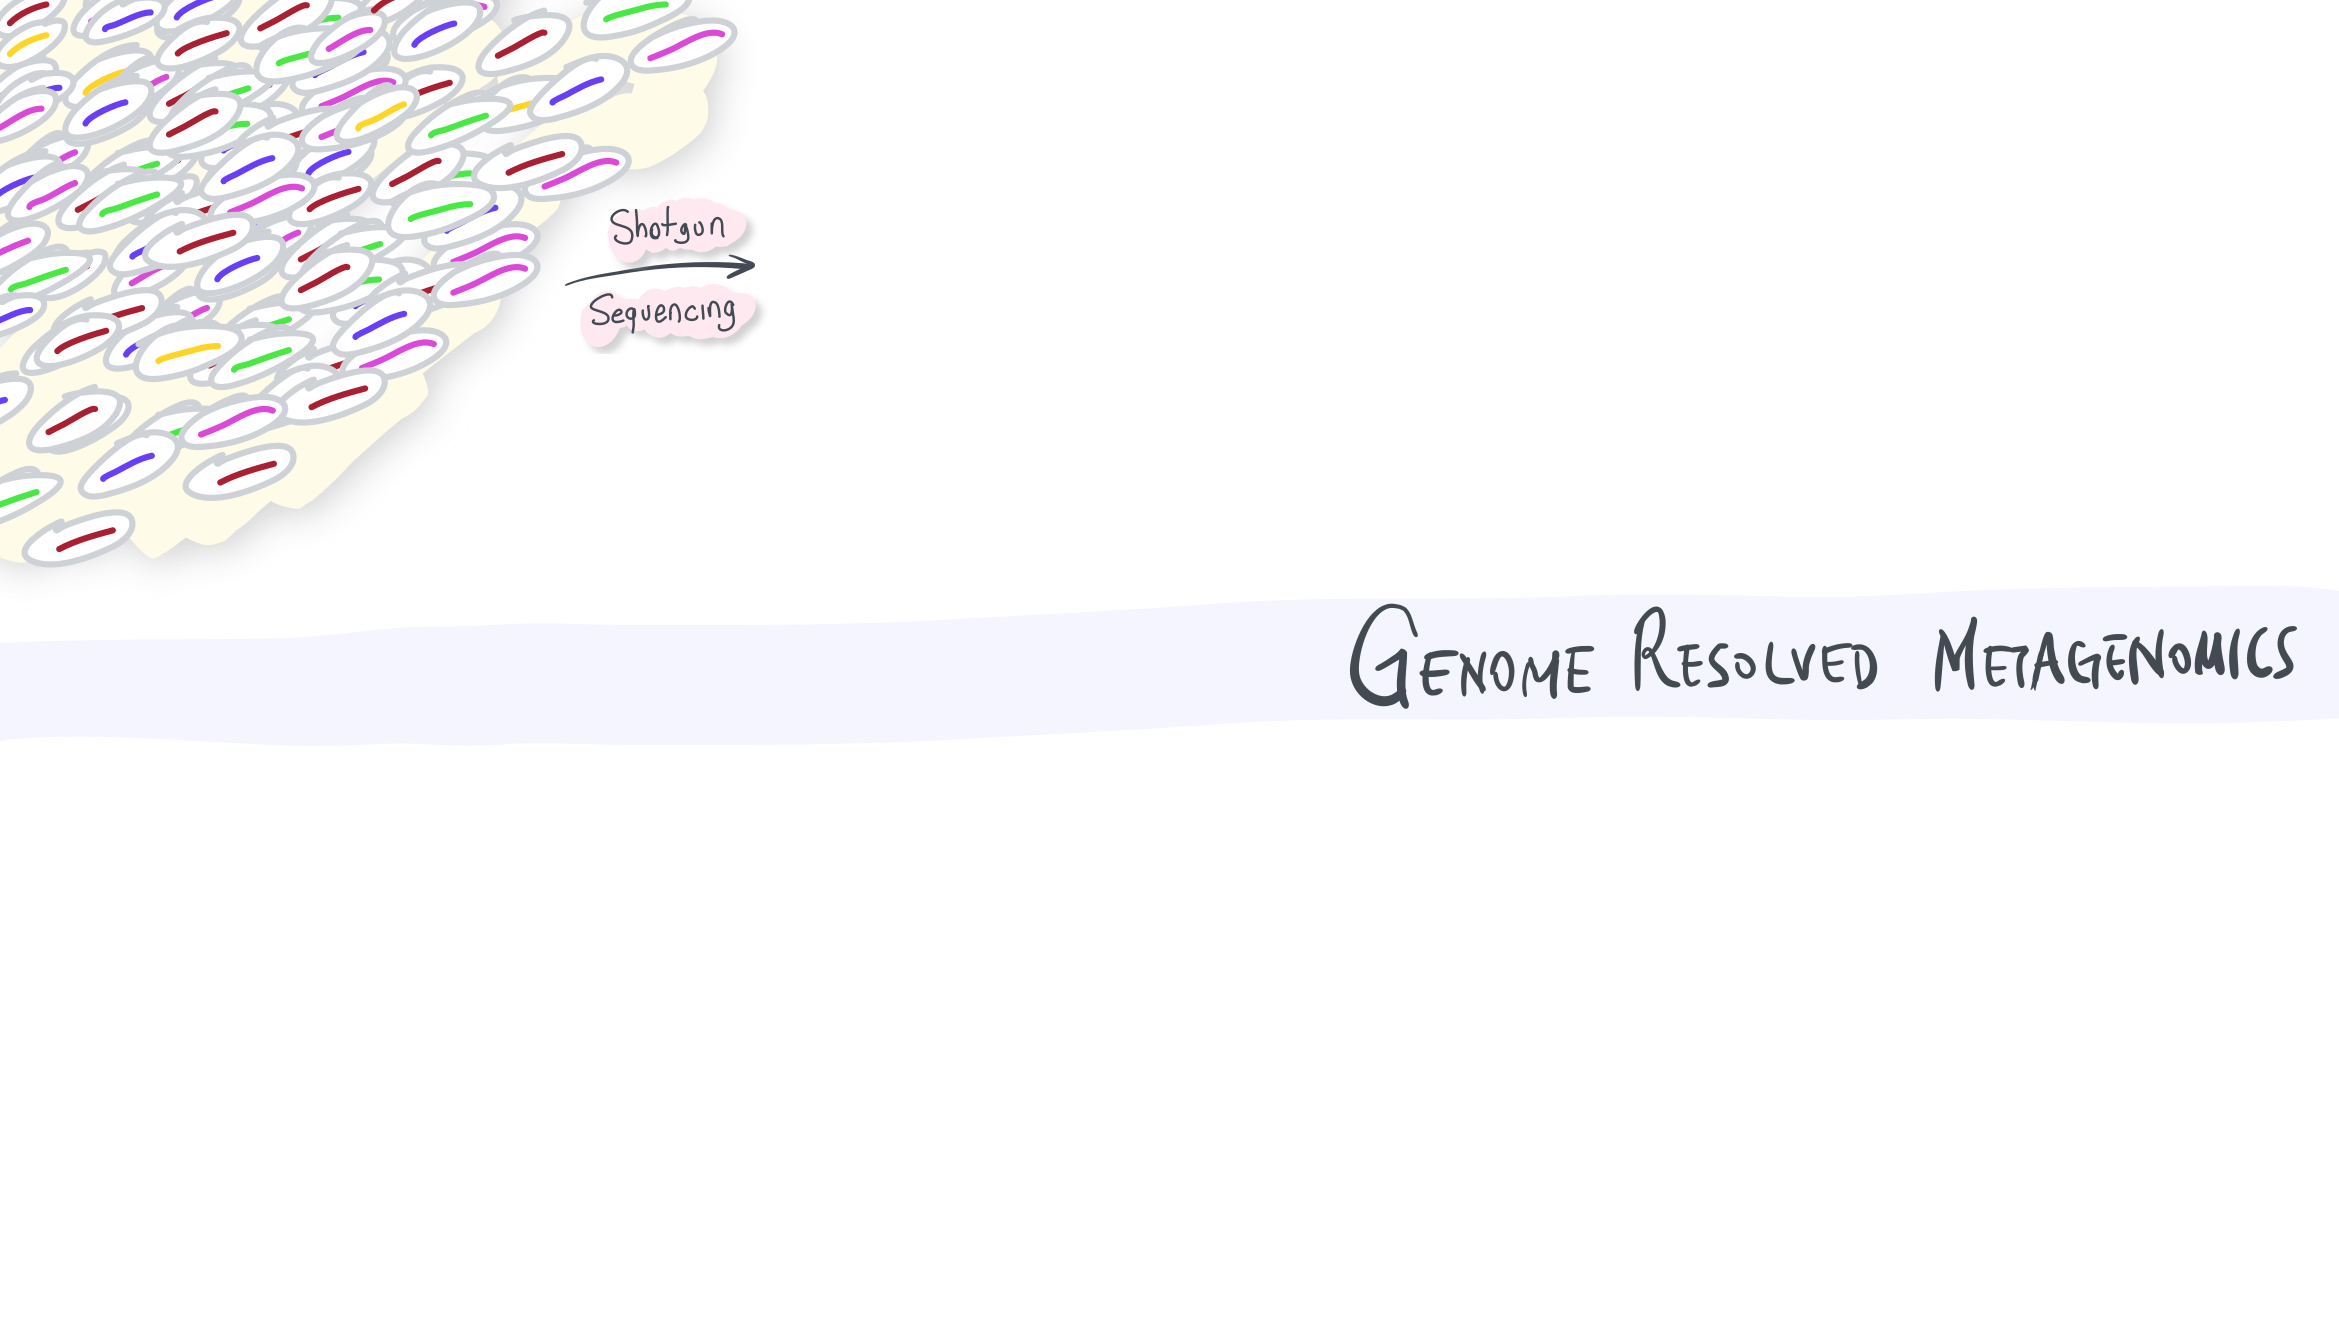 Shotgun
Sequencing
GENOME RESOLVED METAGENOMICS